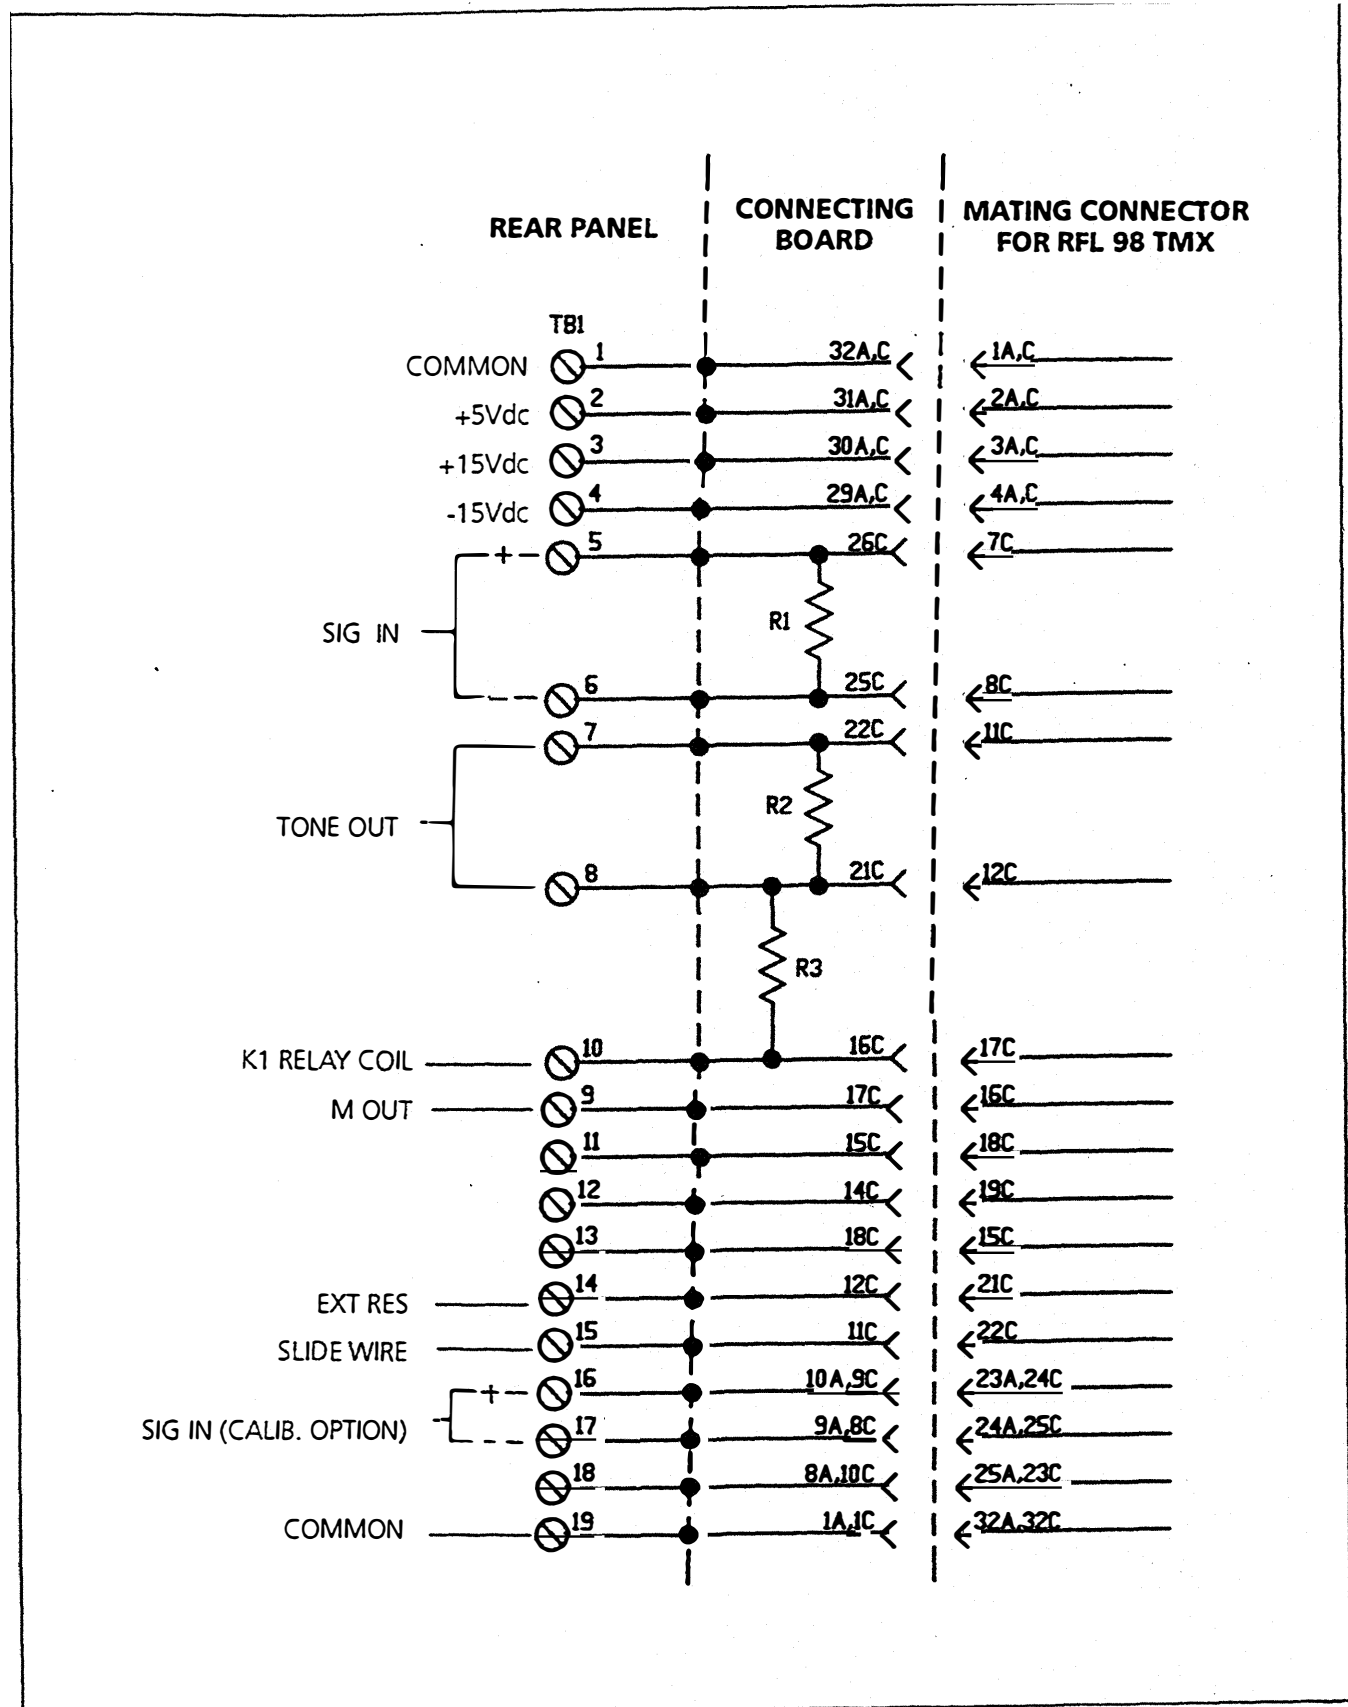 REAR PANEL
CONNECTING
BOARD
MATING CONNECTOR
FOR RFL 98 TMX
TB1
COMMON 1 32A,C 1A,C
+5Vdc 2 31A,C 2A,C
+15Vdc 3 30A,C 3A,C
-15Vdc 4 29A,C 4A,C
+ 5 26C 7C
SIG IN R1
- 6 25C 8C
7 22C 11C
R2
TONE OUT
8 21C 12C
R3
K1 RELAY COIL 10 16C 17C
M OUT 9 17C 16C
11 15C 18C
12 14C 19C
13 18C 15C
EXT RES 14 12C 21C
SLIDE WIRE 15 11C 22C
+ 16 10A,9C 23A,24C
SIG IN (CALIB. OPTION)
- 17 9A,8C 24A,25C
18 8A,10C 25A,23C
COMMON 19 1A,1C 32A,32C